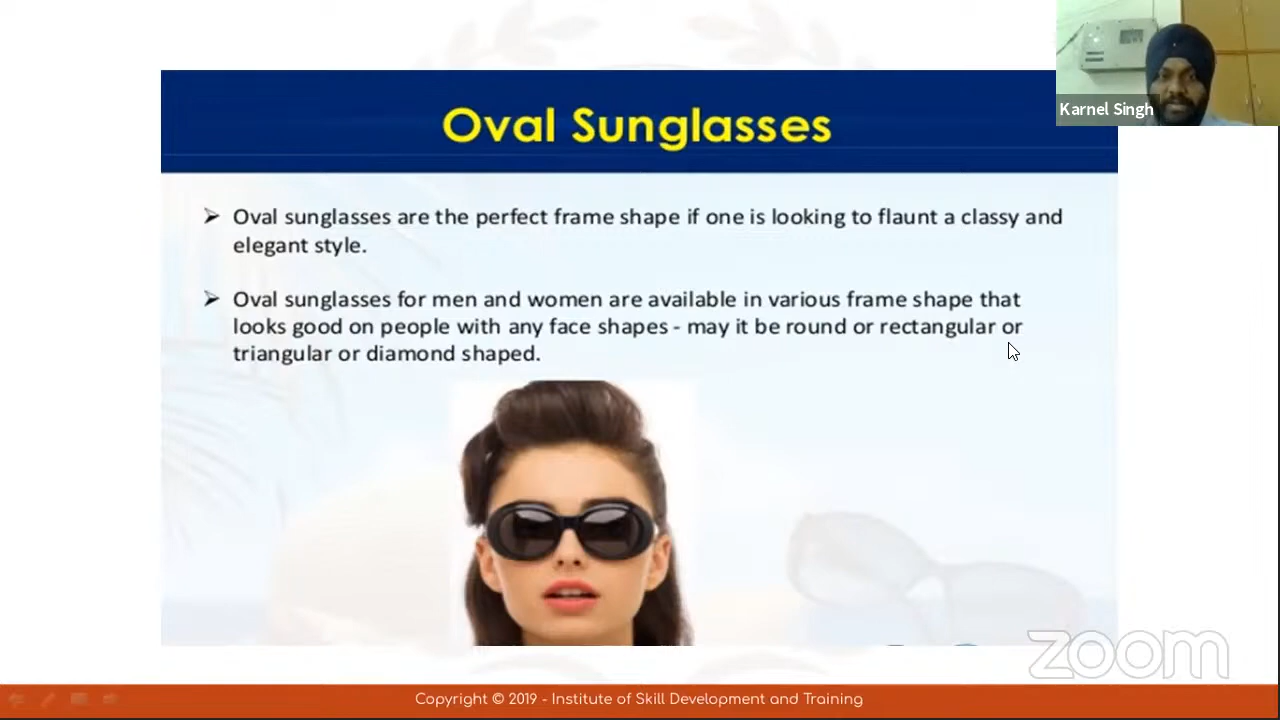 Karnel Singh
Oval Sunglasses
Oval sunglasses are the perfect frame shape if one is looking to flaunt a classy and
elegant style.
Oval sunglasses for men and women are available in various frame shape that
looks good on people with any face shapes - may it be round or rectangular or
triangular or diamond shaped.
zoom
Copyright © 2019 - Institute of Skill Development and Training